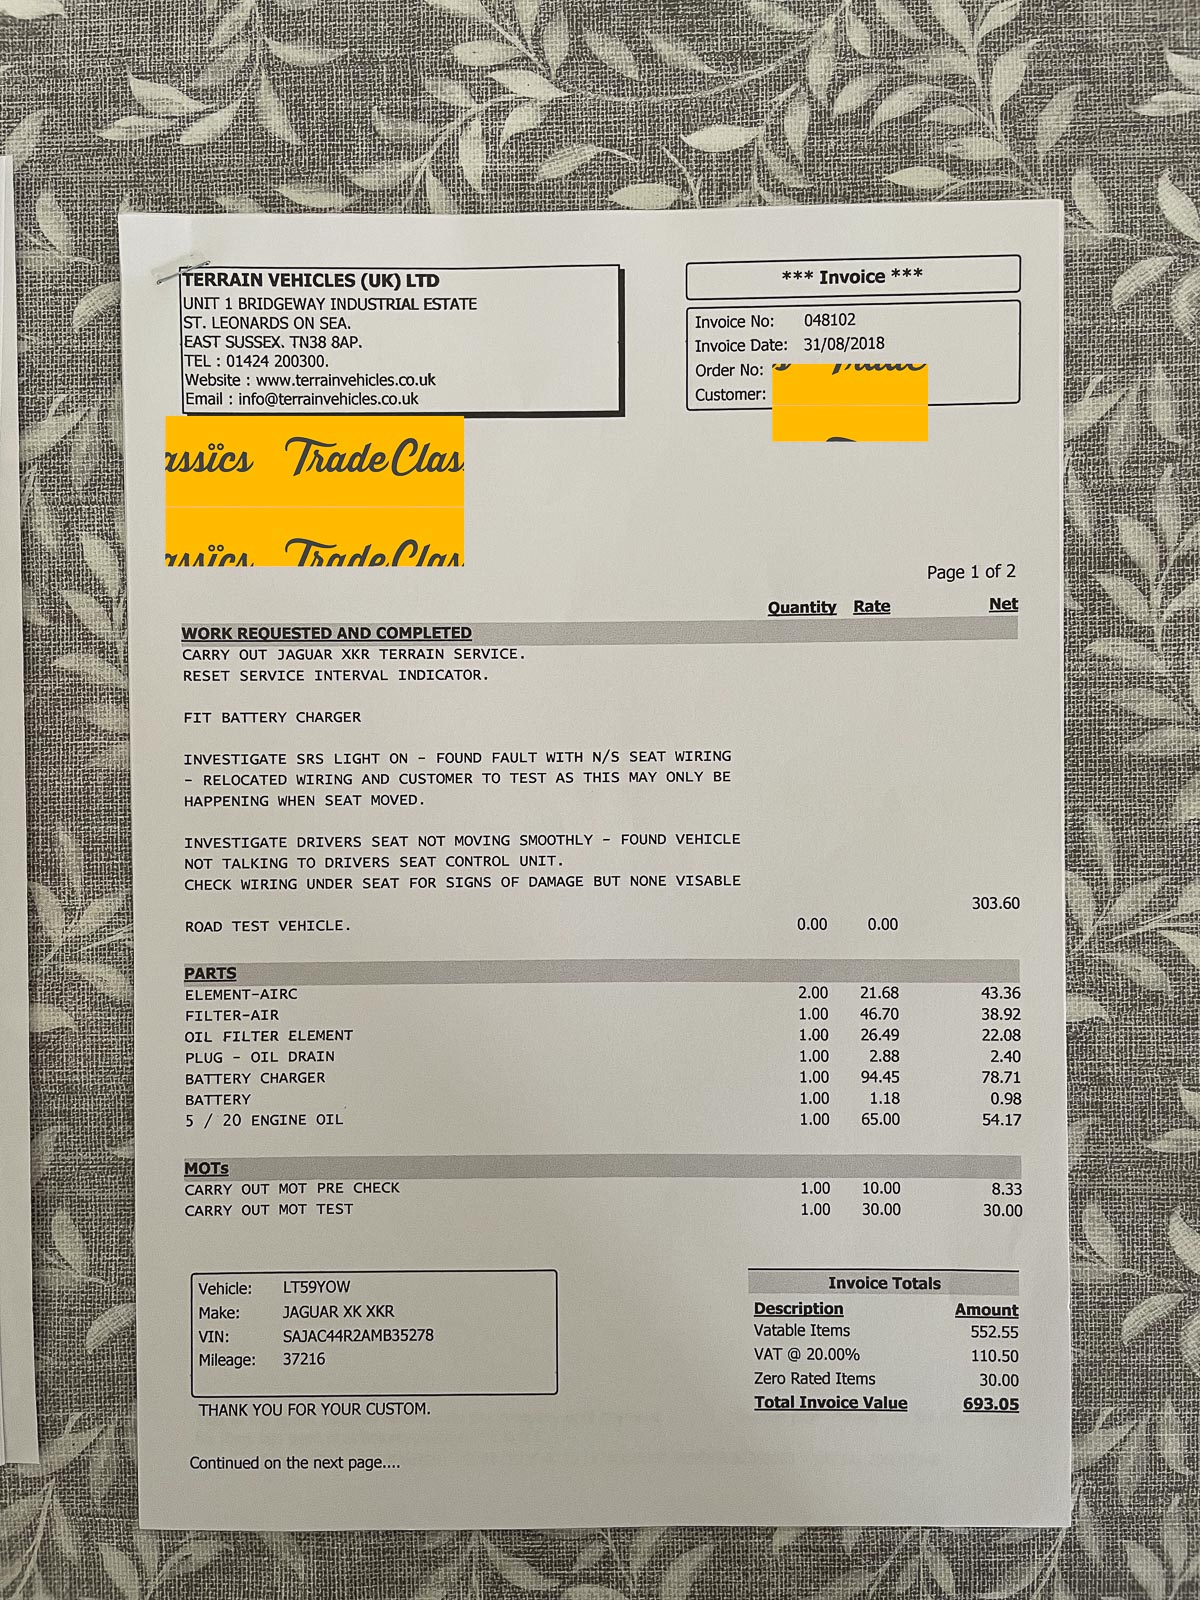 TERRAIN VEHICLES (UK) LTD
UNIT 1 BRIDGEWAY INDUSTRIAL ESTATE
ST. LEONARDS ON SEA.
EAST SUSSEX. TN38 8AP.
TEL : 01424 200300.
Website : www.terrainvehicles.co.uk
Email : info@terrainvehicles.co.uk
*** Invoice ***
Invoice No: 048102
Invoice Date: 31/08/2018
Order No:
Customer:
assics Trade Clas
assics Trade Clas
Page 1 of 2
Quantity Rate Net
WORK REQUESTED AND COMPLETED
CARRY OUT JAGUAR XKR TERRAIN SERVICE.
RESET SERVICE INTERVAL INDICATOR.
FIT BATTERY CHARGER
INVESTIGATE SRS LIGHT ON - FOUND FAULT WITH N/S SEAT WIRING
- RELOCATED WIRING AND CUSTOMER TO TEST AS THIS MAY ONLY BE
HAPPENING WHEN SEAT MOVED.
INVESTIGATE DRIVERS SEAT NOT MOVING SMOOTHLY - FOUND VEHICLE
NOT TALKING TO DRIVERS SEAT CONTROL UNIT.
CHECK WIRING UNDER SEAT FOR SIGNS OF DAMAGE BUT NONE VISABLE
303.60
ROAD TEST VEHICLE. 0.00 0.00
PARTS
ELEMENT-AIRC 2.00 21.68 43.36
FILTER-AIR 1.00 46.70 38.92
OIL FILTER ELEMENT 1.00 26.49 22.08
PLUG - OIL DRAIN 1.00 2.88 2.40
BATTERY CHARGER 1.00 94.45 78.71
BATTERY 1.00 1.18 0.98
5 / 20 ENGINE OIL 1.00 65.00 54.17
MOTs
CARRY OUT MOT PRE CHECK 1.00 10.00 8.33
CARRY OUT MOT TEST 1.00 30.00 30.00
Vehicle: LT59YOW
Make: JAGUAR XK XKR
VIN: SAJAC44R2AMB35278
Mileage: 37216
THANK YOU FOR YOUR CUSTOM.
Invoice Totals
Description Amount
Vatable Items 552.55
VAT @ 20.00% 110.50
Zero Rated Items 30.00
Total Invoice Value 693.05
Continued on the next page....